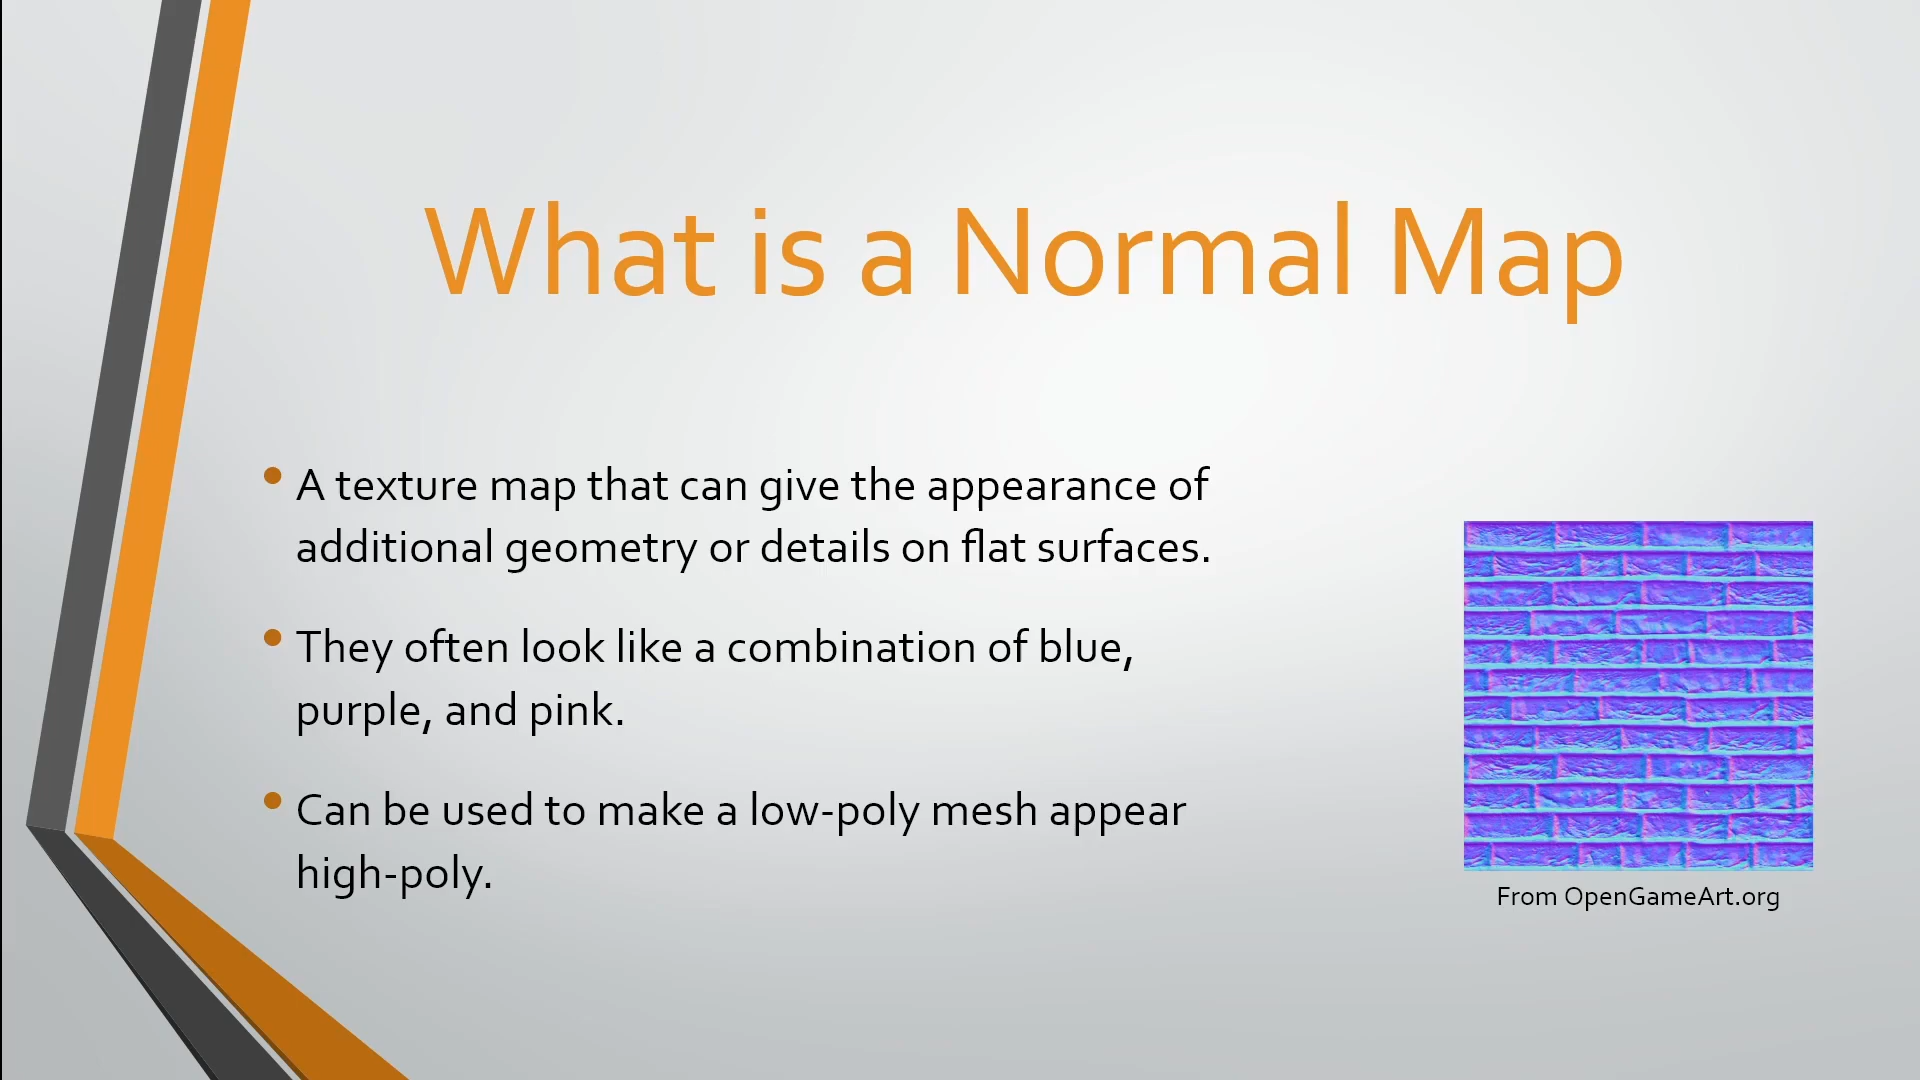 What is a Normal Map
• A texture map that can give the appearance of
additional geometry or details on flat surfaces.
• They often look like a combination of blue,
purple, and pink.
• Can be used to make a low-poly mesh appear
high-poly.
From OpenGameArt.org